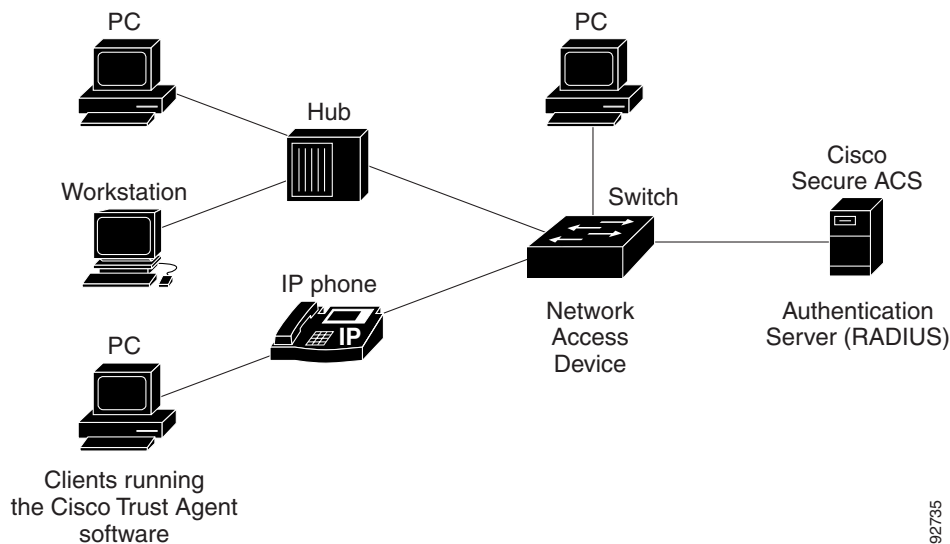 PC
PC
Hub
Cisco
Secure ACS
Workstation
Switch
IP phone
IP
Network
Access
Device
Authentication
Server (RADIUS)
PC
Clients running
the Cisco Trust Agent
software
92735